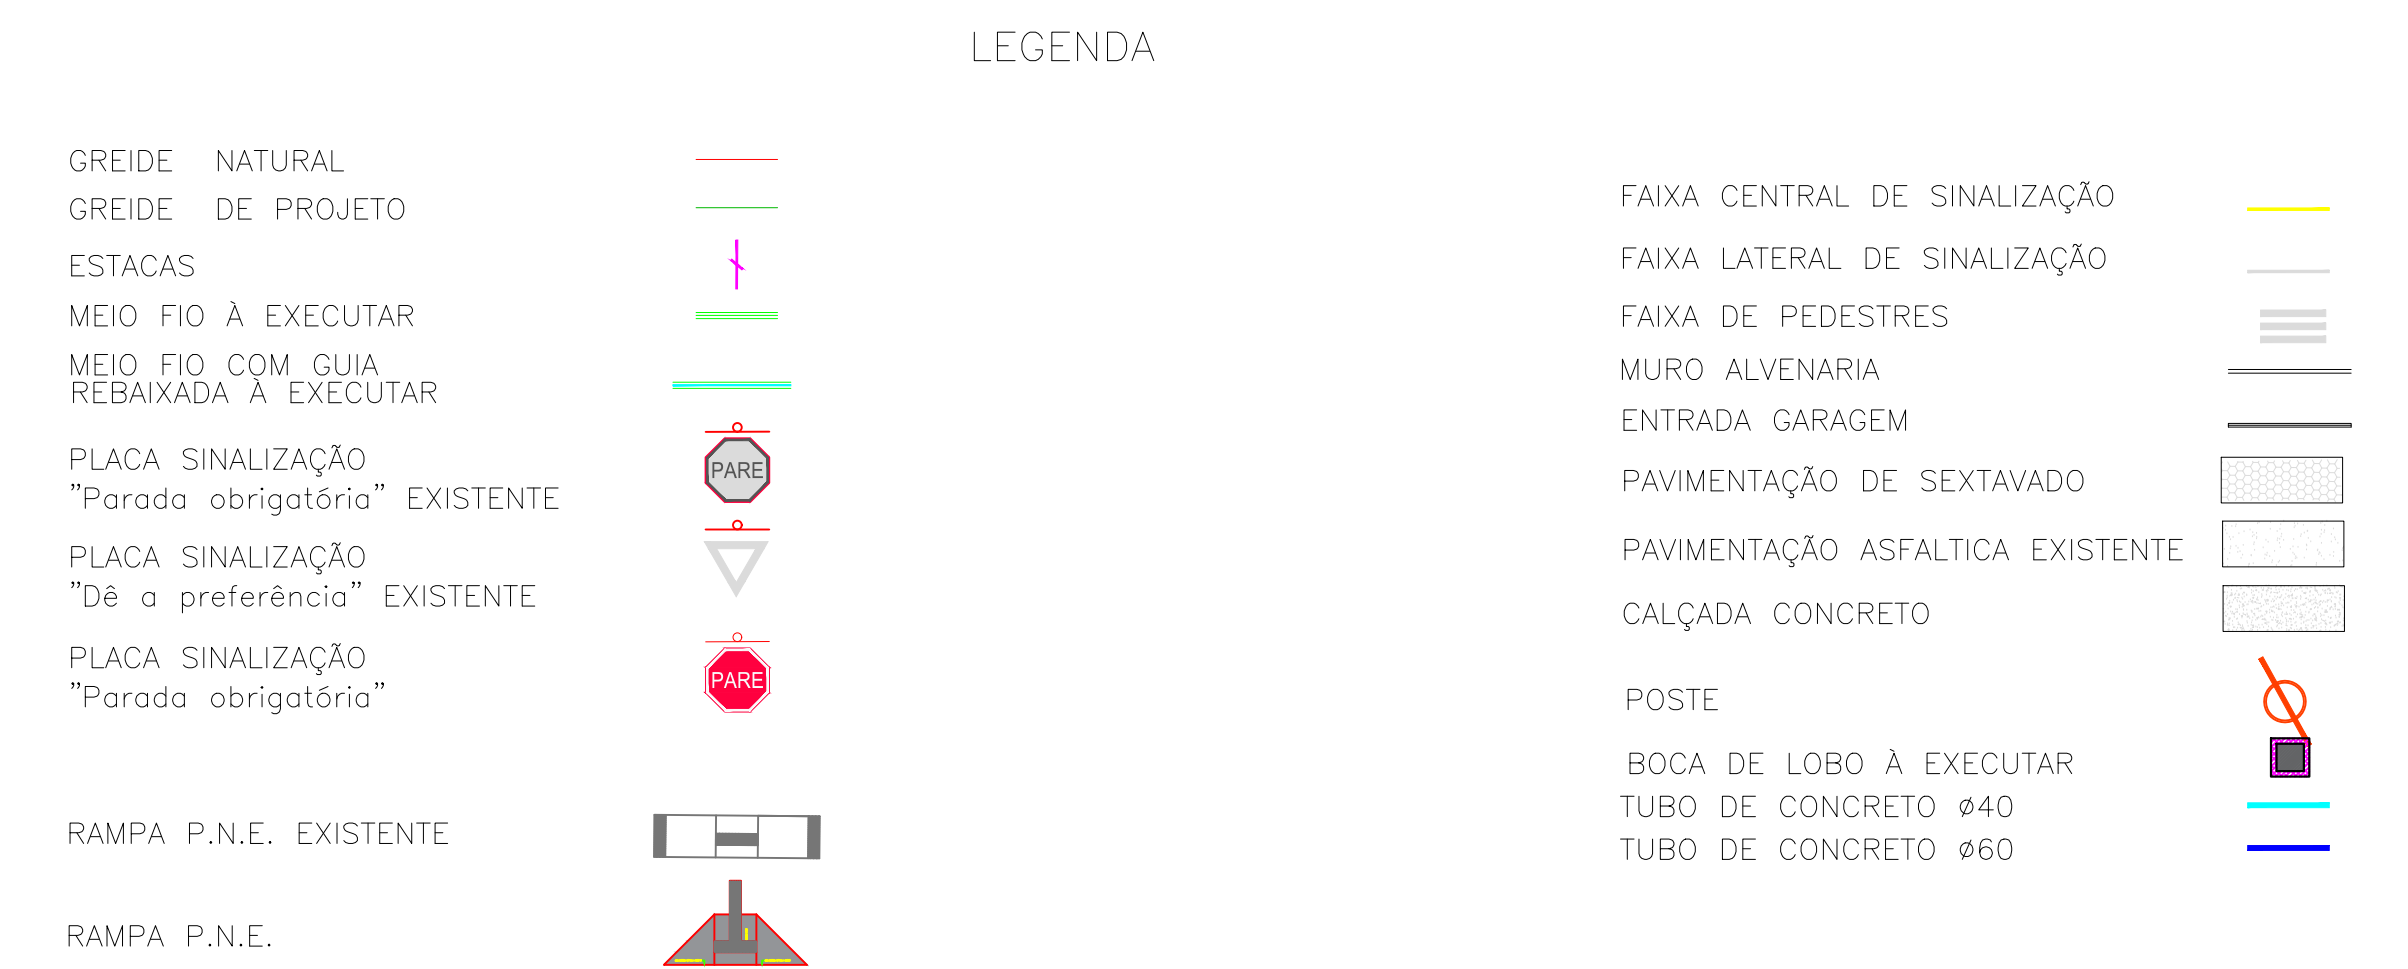 LEGENDA
GREIDE NATURAL
GREIDE DE PROJETO
ESTACAS
MEIO FIO À EXECUTAR
MEIO FIO COM GUIA
REBAIXADA À EXECUTAR
PLACA SINALIZAÇÃO
"Parada obrigatória" EXISTENTE
PARE
PLACA SINALIZAÇÃO
"Dê a preferência" EXISTENTE
PLACA SINALIZAÇÃO
"Parada obrigatória"
PARE
RAMPA P.N.E. EXISTENTE
RAMPA P.N.E.
FAIXA CENTRAL DE SINALIZAÇÃO
FAIXA LATERAL DE SINALIZAÇÃO
FAIXA DE PEDESTRES
MURO ALVENARIA
ENTRADA GARAGEM
PAVIMENTAÇÃO DE SEXTAVADO
PAVIMENTAÇÃO ASFALTICA EXISTENTE
CALÇADA CONCRETO
POSTE
BOCA DE LOBO À EXECUTAR
TUBO DE CONCRETO ø40
TUBO DE CONCRETO ø60